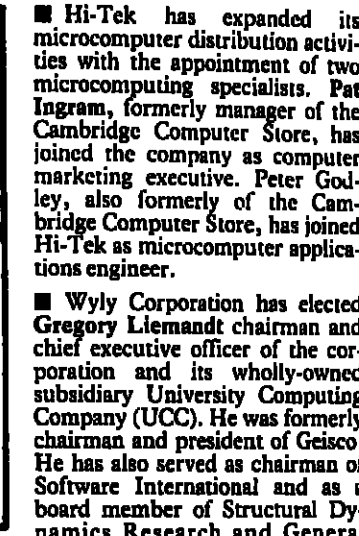 ■ Hi-Tek has expanded its
microcomputer distribution activi-
ties with the appointment of two
microcomputing specialists. Pat
Ingram, formerly manager of the
Cambridge Computer Store, has
joined the company as computer
marketing executive. Peter God-
ley, also formerly of the Cam-
bridge Computer Store, has joined
Hi-Tek as microcomputer applica-
tions engineer.
■ Wyly Corporation has elected
Gregory Liemandt chairman and
chief executive officer of the cor-
poration and its wholly-owned
subsidiary University Computing
Company (UCC). He was formerly
chairman and president of Geisco.
He has also served as chairman of
Software International and as a
board member of Structural Dy-
namics Research and General